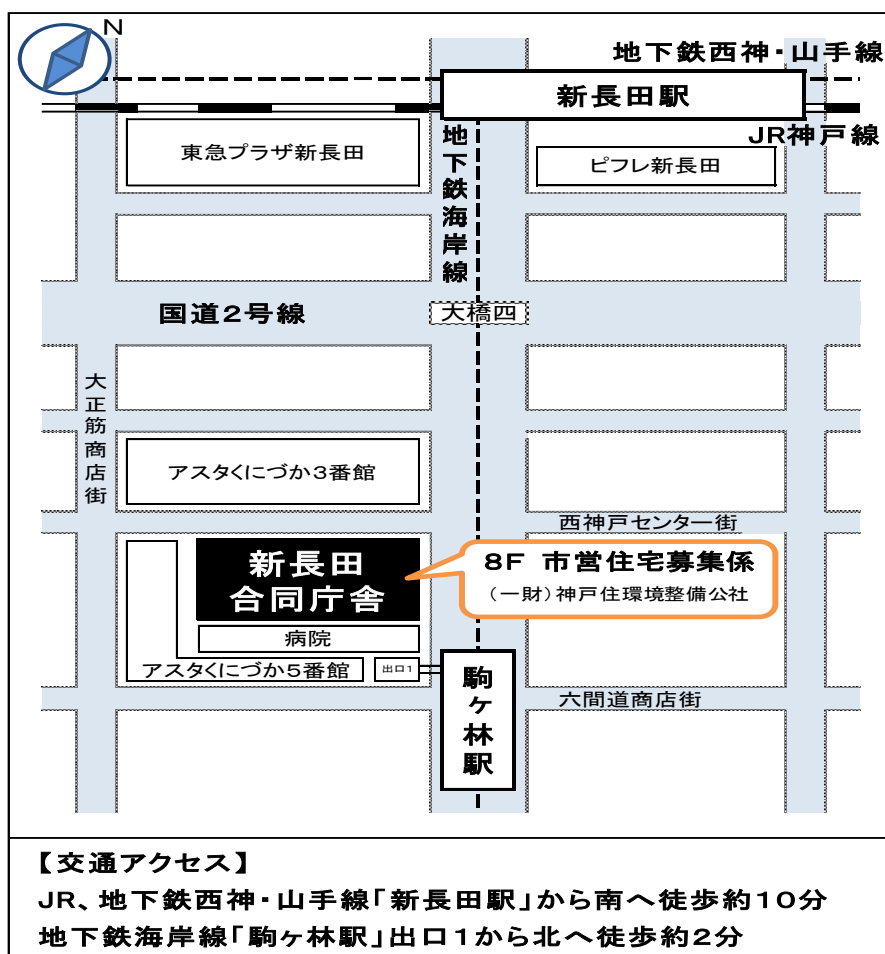 N
地下鉄西神・山手線
新長田駅
JR神戸線
東急プラザ新長田
地下鉄海岸線
ピフレ新長田
国道2号線
大橋四
大正筋商店街
アスタくにづか3番館
西神戸センター街
新長田
合同庁舎
8F 市営住宅募集係
(一財)神戸住環境整備公社
病院
アスタくにづか5番館
出口1
駒ヶ林駅
六間道商店街
【交通アクセス】
JR、地下鉄西神・山手線「新長田駅」から南へ徒歩約10分
地下鉄海岸線「駒ヶ林駅」出口1から北へ徒歩約2分